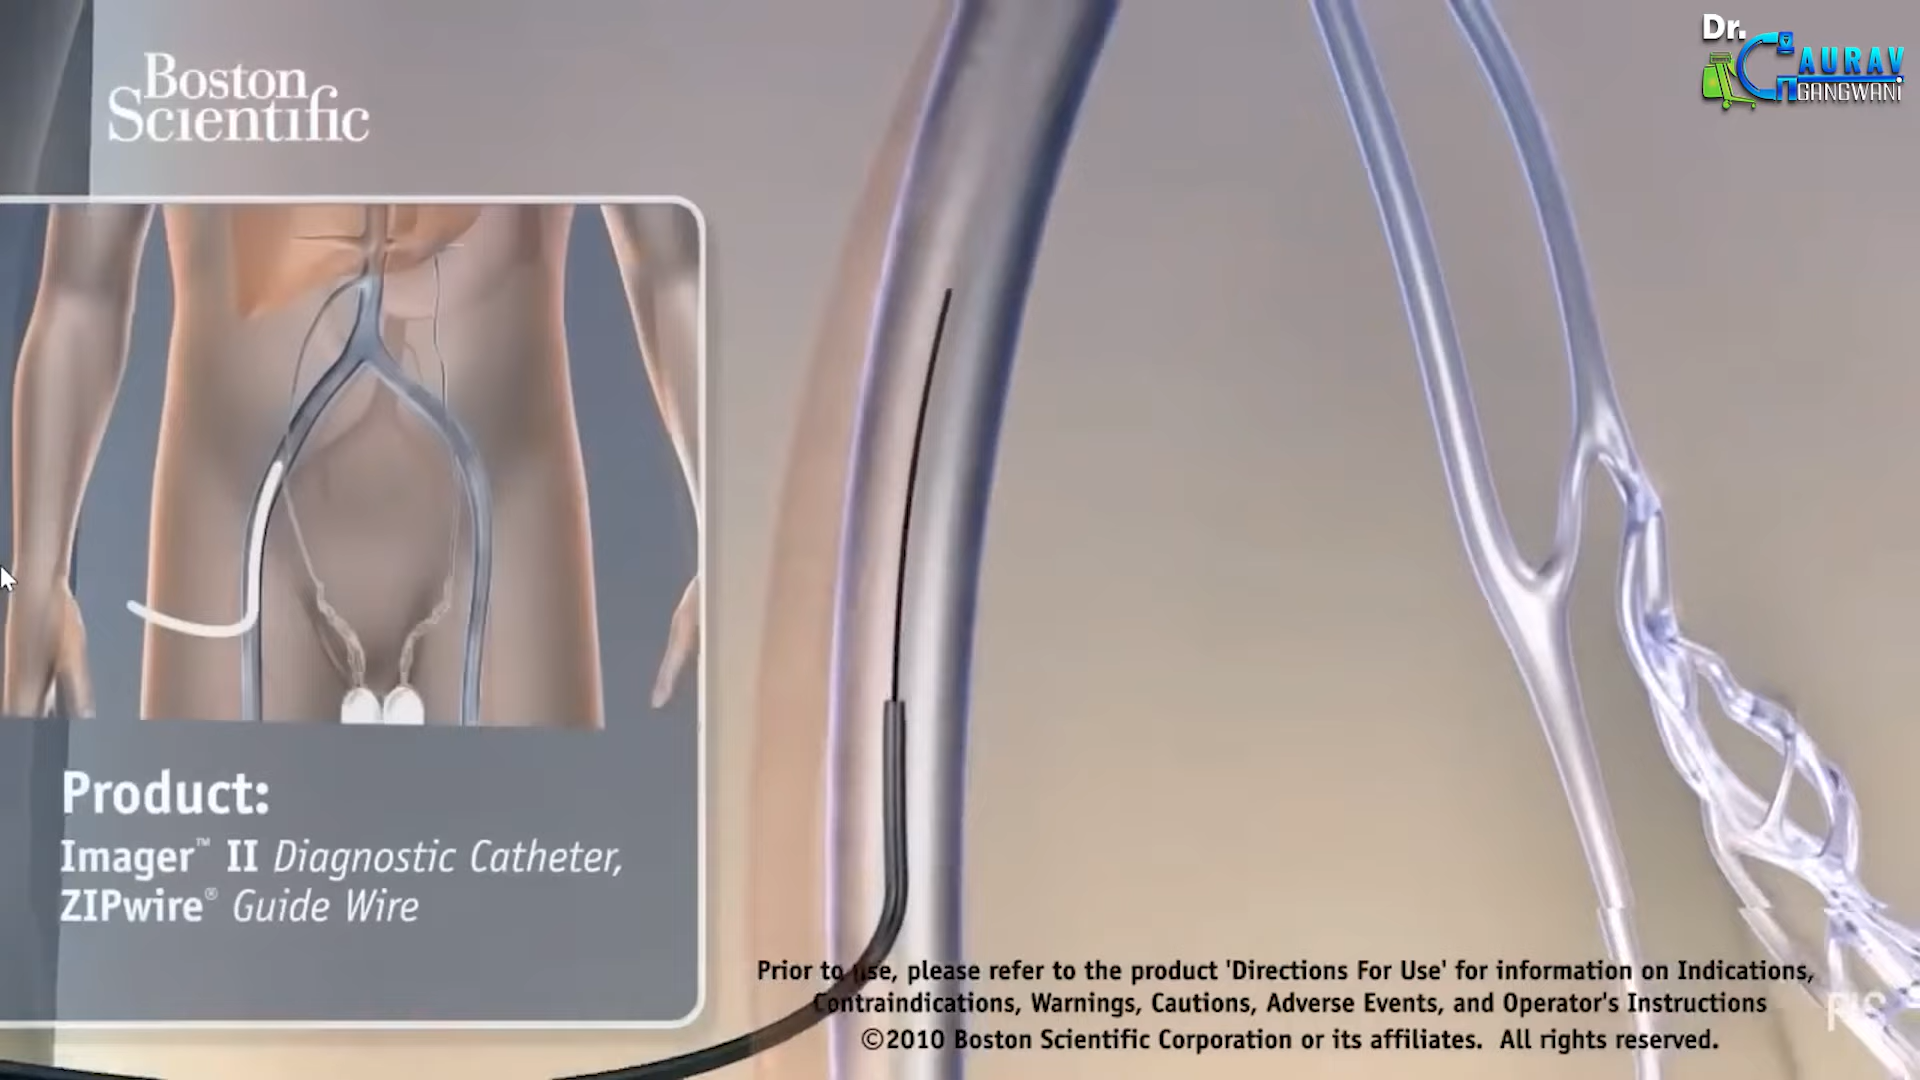 Boston
Scientific
Dr.
GAURAV
GANGWANi
Product:
Imager™ II Diagnostic Catheter,
ZIPwire® Guide Wire
Prior to use, please refer to the product 'Directions For Use' for information on Indications,
Contraindications, Warnings, Cautions, Adverse Events, and Operator's Instructions
©2010 Boston Scientific Corporation or its affiliates. All rights reserved.